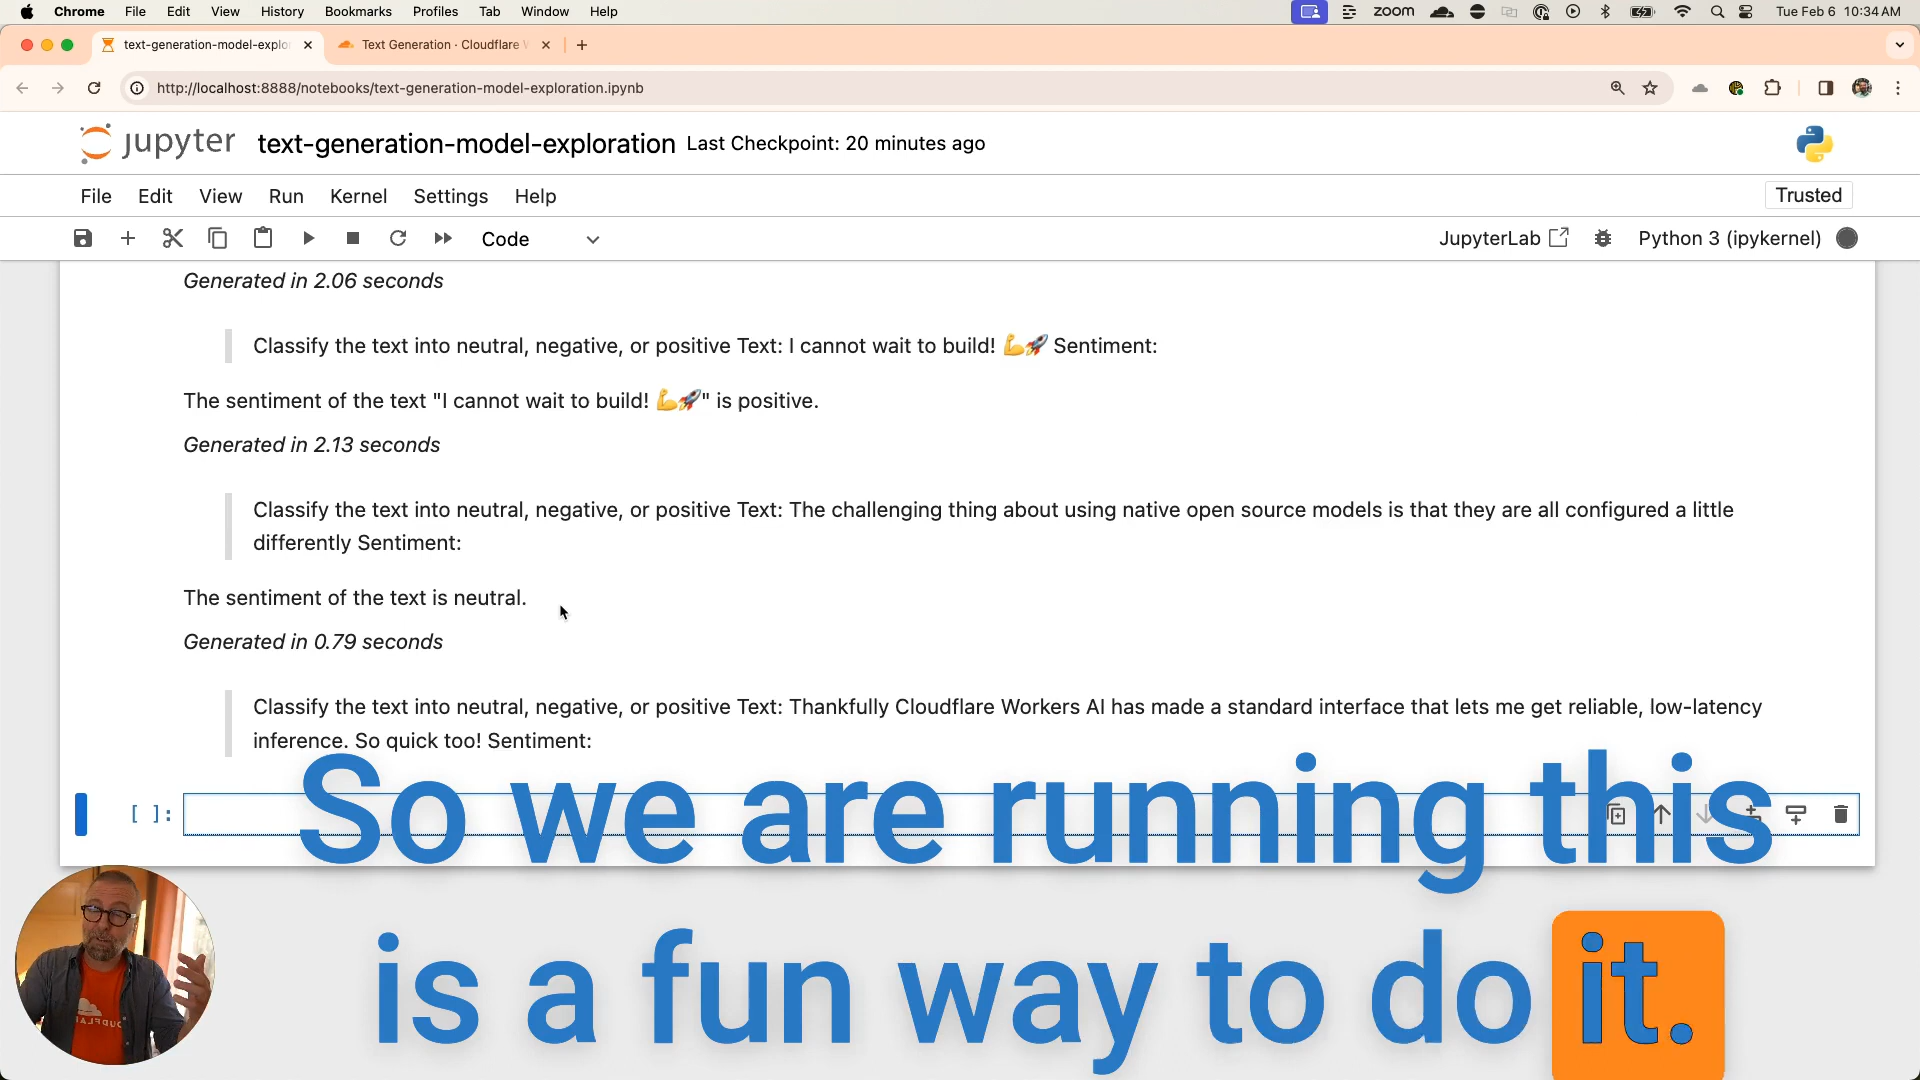 Chrome File Edit View History Bookmarks Profiles Tab Window Help zoom Tue Feb 6 10:34 AM
text-generation-model-explo Text Generation · Cloudflare W
http://localhost:8888/notebooks/text-generation-model-exploration.ipynb
jupyter text-generation-model-exploration Last Checkpoint: 20 minutes ago
File Edit View Run Kernel Settings Help Trusted
Code JupyterLab Python 3 (ipykernel)
Generated in 2.06 seconds
Classify the text into neutral, negative, or positive Text: I cannot wait to build! 💪🚀 Sentiment:
The sentiment of the text "I cannot wait to build! 💪🚀" is positive.
Generated in 2.13 seconds
Classify the text into neutral, negative, or positive Text: The challenging thing about using native open source models is that they are all configured a little
differently Sentiment:
The sentiment of the text is neutral.
Generated in 0.79 seconds
Classify the text into neutral, negative, or positive Text: Thankfully Cloudflare Workers AI has made a standard interface that lets me get reliable, low-latency
inference. So quick too! Sentiment:
[ ]:
So we are running this
is a fun way to do it.